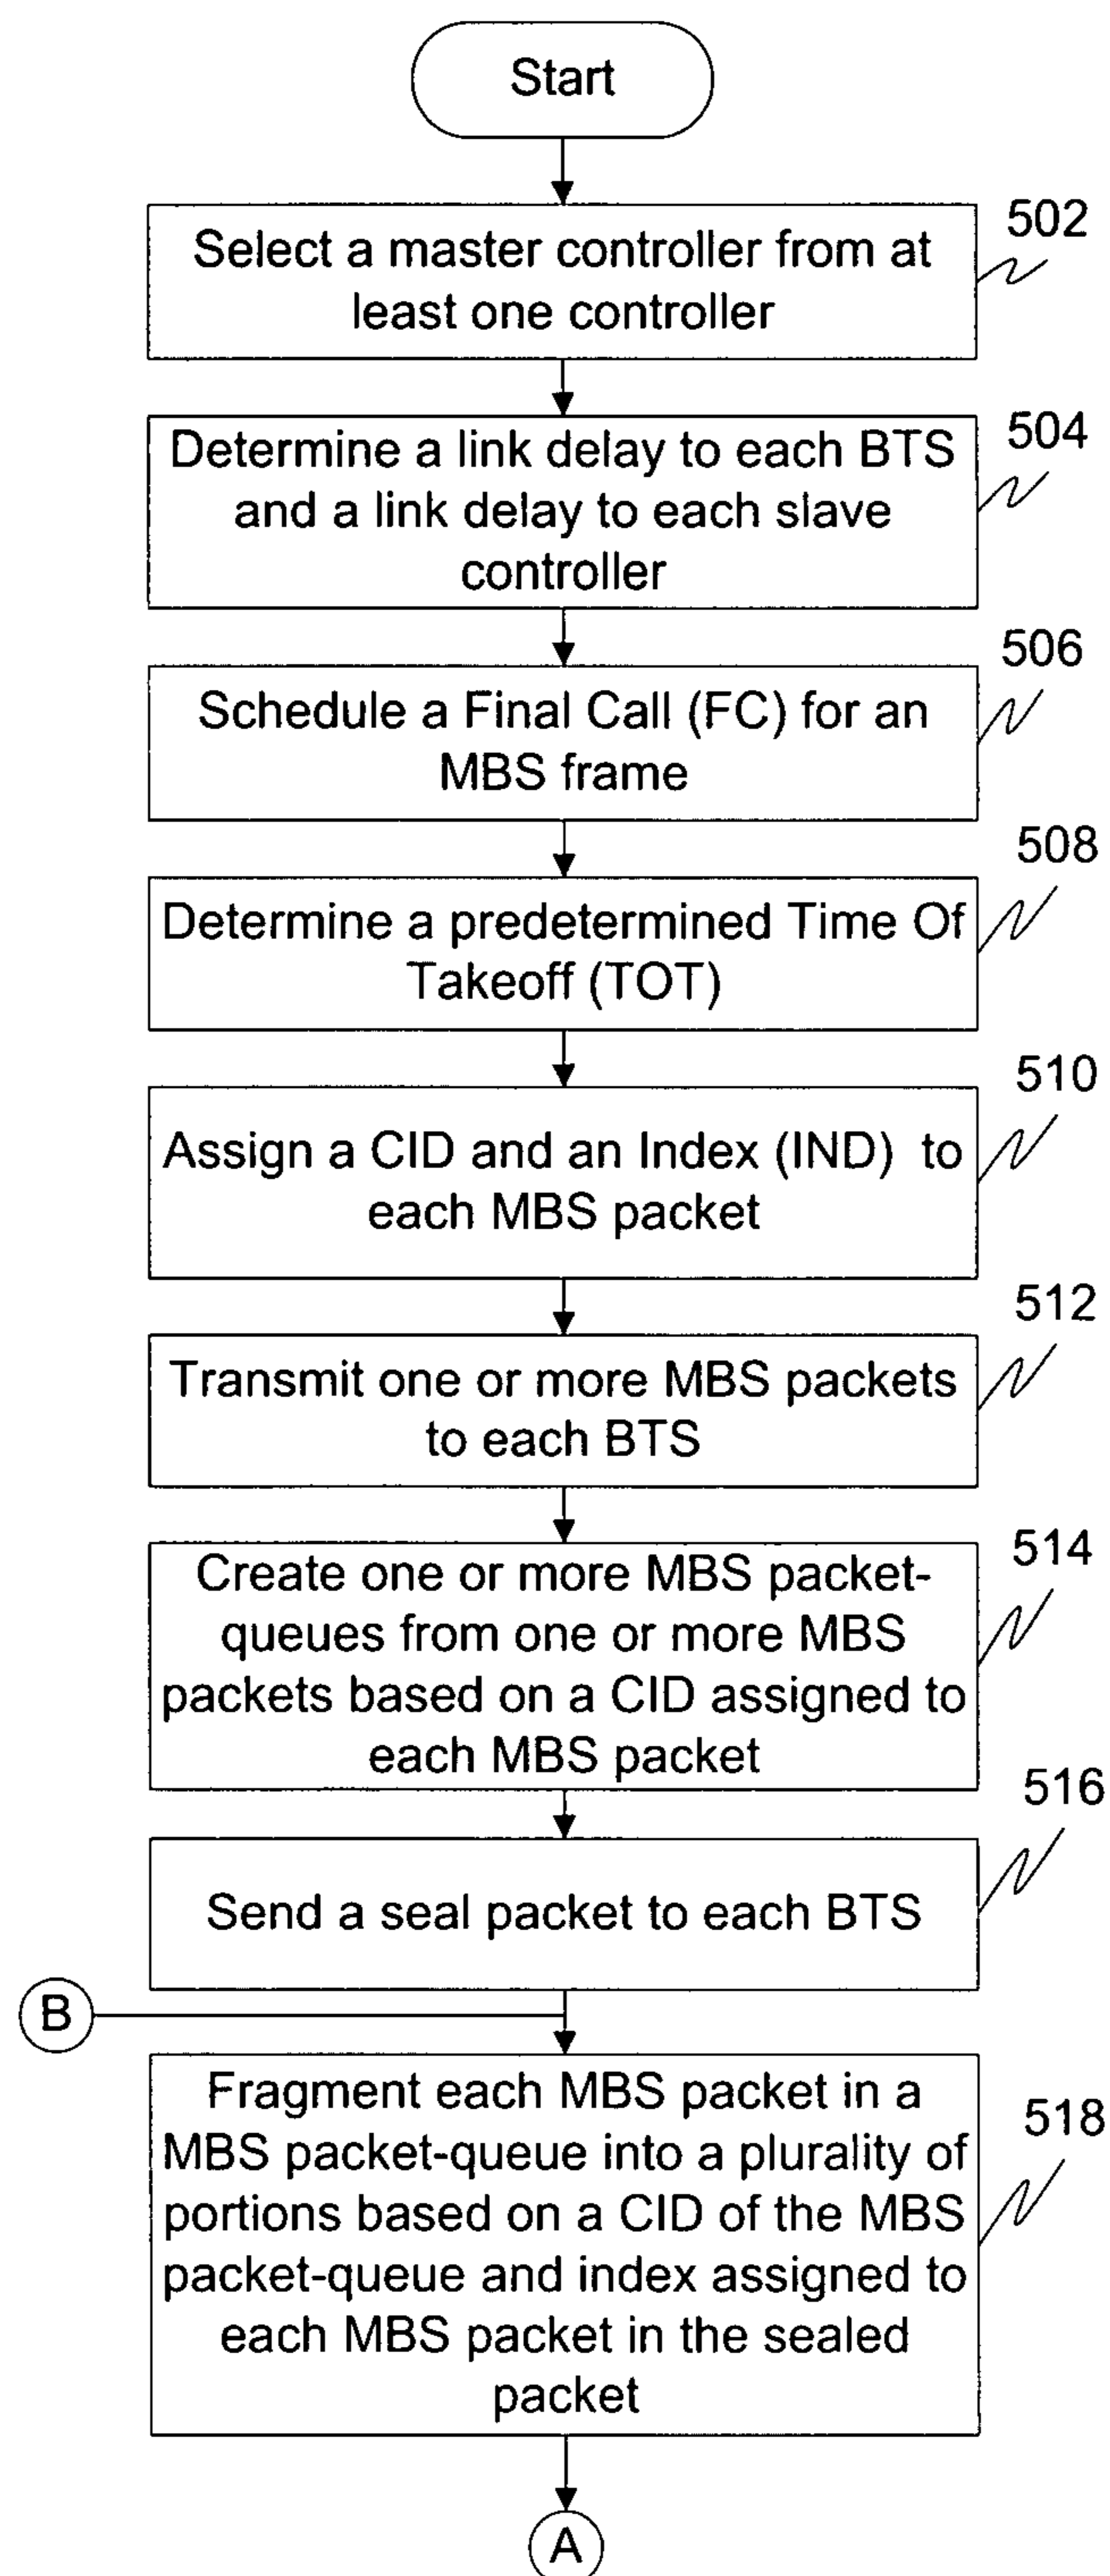 Start
502
Select a master controller from at
least one controller
504
Determine a link delay to each BTS
and a link delay to each slave
controller
506
Schedule a Final Call (FC) for an
MBS frame
508
Determine a predetermined Time Of
Takeoff (TOT)
510
Assign a CID and an Index (IND) to
each MBS packet
512
Transmit one or more MBS packets
to each BTS
514
Create one or more MBS packet-
queues from one or more MBS
packets based on a CID assigned to
each MBS packet
516
Send a seal packet to each BTS
B
518
Fragment each MBS packet in a
MBS packet-queue into a plurality of
portions based on a CID of the MBS
packet-queue and index assigned to
each MBS packet in the sealed
packet
A